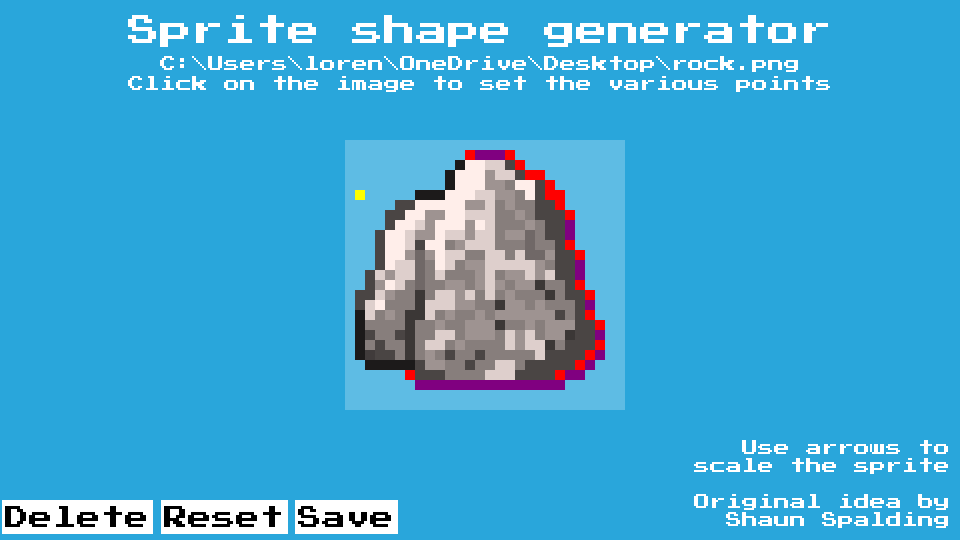 Sprite shape generator
C:\Users\loren\OneDrive\Desktop\rock.png
Click on the image to set the various points
Use arrows to
scale the sprite
Original idea by
Shaun Spalding
Delete Reset Save